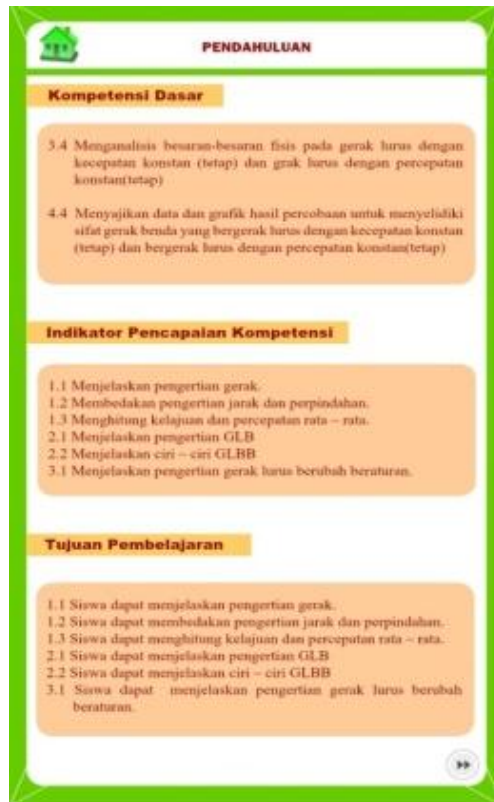 PENDAHULUAN
Kompetensi Dasar
3.4 Menganalisis besaran-besaran fisis pada gerak lurus dengan
kecepatan konstan (tetap) dan grak lurus dengan percepatan
konstan(tetap)
4.4 Menyajikan data dan grafik hasil percobaan untuk menyelidiki
sifat gerak benda yang bergerak lurus dengan kecepatan konstan
(tetap) dan bergerak lurus dengan percepatan konstan(tetap)
Indikator Pencapaian Kompetensi
1.1 Menjelaskan pengertian gerak.
1.2 Membedakan pengertian jarak dan perpindahan.
1.3 Menghitung kelajuan dan percepatan rata – rata.
2.1 Menjelaskan pengertian GLB
2.2 Menjelaskan ciri – ciri GLBB
3.1 Menjelaskan pengertian gerak lurus berubah beraturan.
Tujuan Pembelajaran
1.1 Siswa dapat menjelaskan pengertian gerak.
1.2 Siswa dapat membedakan pengertian jarak dan perpindahan.
1.3 Siswa dapat menghitung kelajuan dan percepatan rata – rata.
2.1 Siswa dapat menjelaskan pengertian GLB
2.2 Siswa dapat menjelaskan ciri – ciri GLBB
3.1 Siswa dapat menjelaskan pengertian gerak lurus berubah
beraturan.